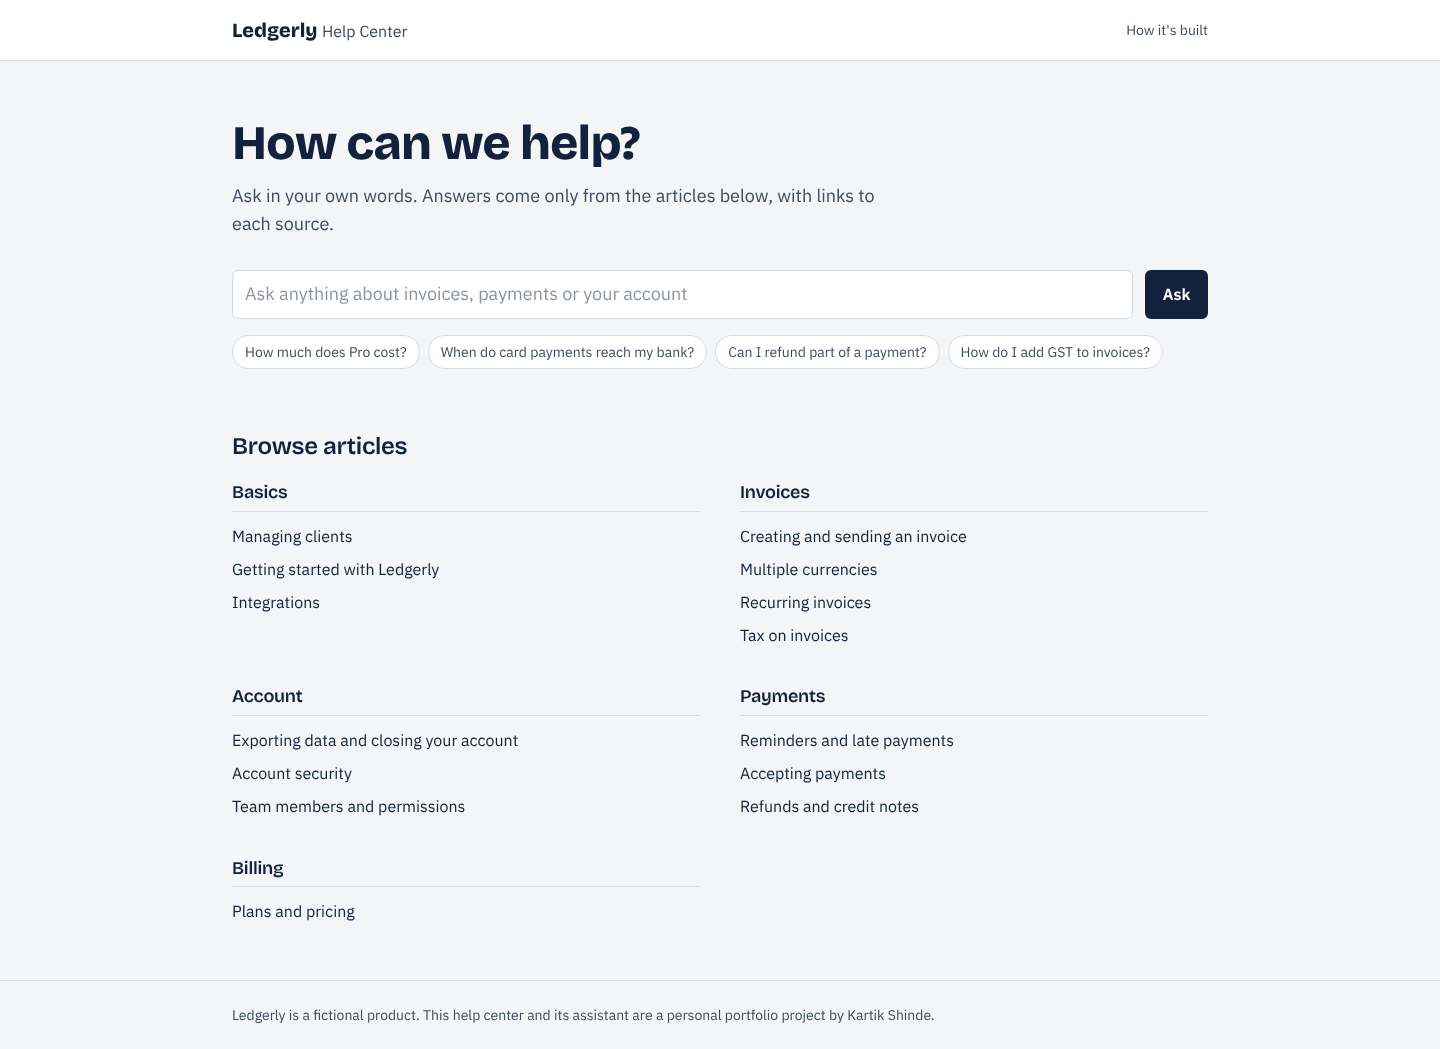 Ledgerly Help Center
How it's built
How can we help?
Ask in your own words. Answers come only from the articles below, with links to
each source.
Ask anything about invoices, payments or your account
Ask
How much does Pro cost?
When do card payments reach my bank?
Can I refund part of a payment?
How do I add GST to invoices?
Browse articles
Basics
Managing clients
Getting started with Ledgerly
Integrations
Invoices
Creating and sending an invoice
Multiple currencies
Recurring invoices
Tax on invoices
Account
Exporting data and closing your account
Account security
Team members and permissions
Payments
Reminders and late payments
Accepting payments
Refunds and credit notes
Billing
Plans and pricing
Ledgerly is a fictional product. This help center and its assistant are a personal portfolio project by Kartik Shinde.